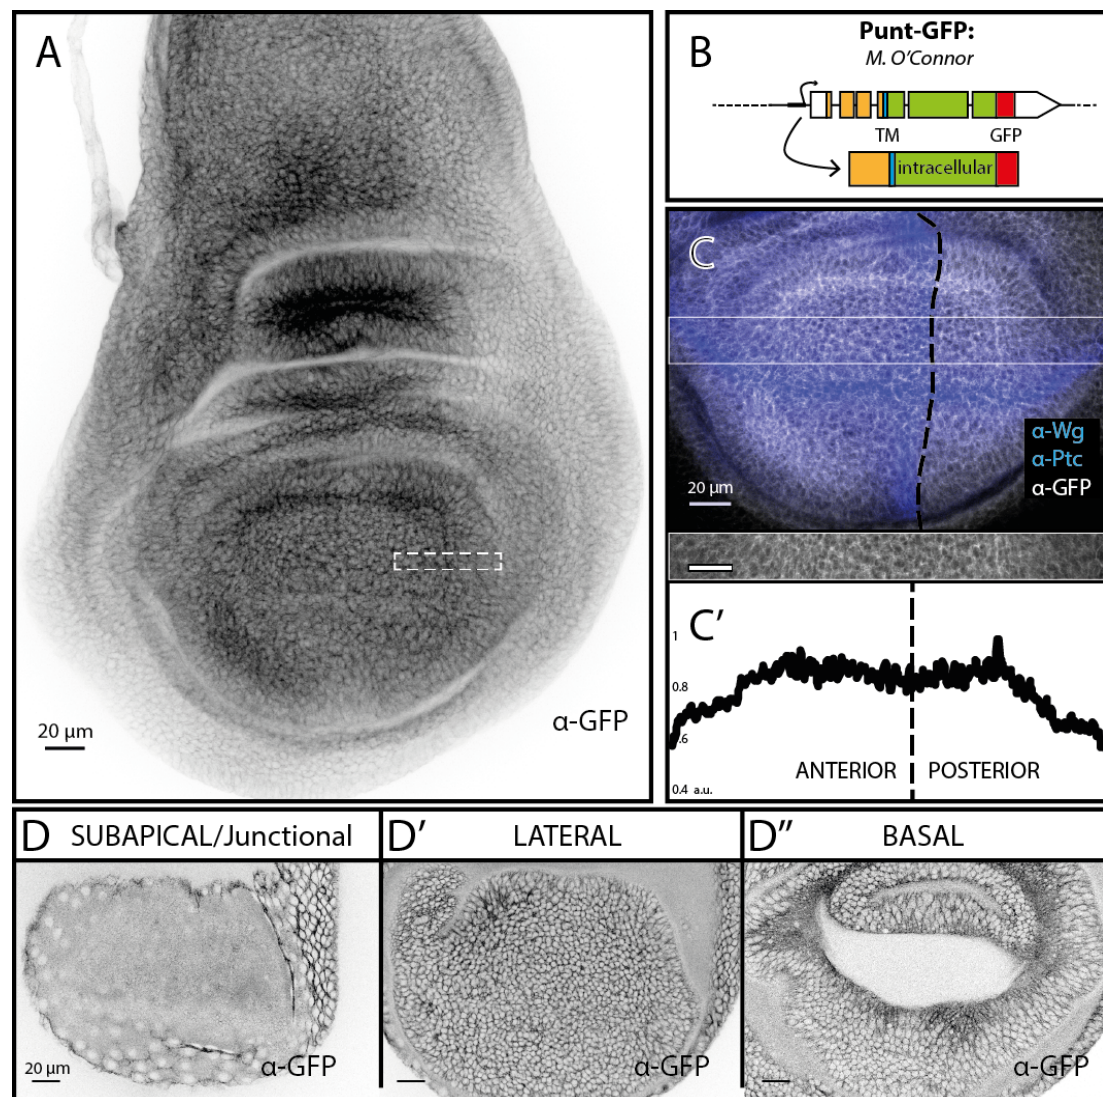 A
20 µm
α-GFP
B
Punt-GFP:
M. O'Connor
TM
GFP
intracellular
C
α-Wg
α-Ptc
α-GFP
20 µm
C'
1
0.8
.6
0.4 a.u.
ANTERIOR
POSTERIOR
D
SUBAPICAL/Junctional
α-GFP
20 µm
D'
LATERAL
α-GFP
D''
BASAL
α-GFP